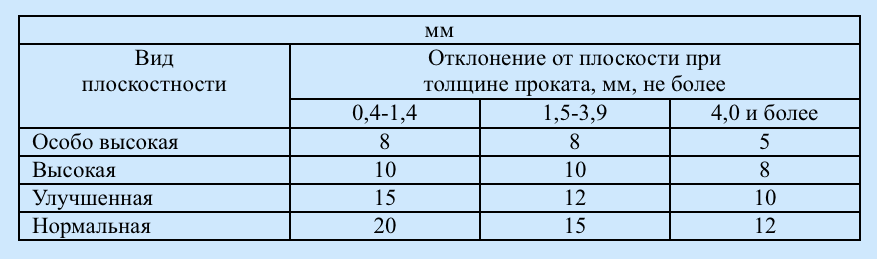 мм
Вид
плоскостности
Отклонение от плоскости при
толщине проката, мм, не более
0,4-1,4 1,5-3,9 4,0 и более
Особо высокая 8 8 5
Высокая 10 10 8
Улучшенная 15 12 10
Нормальная 20 15 12